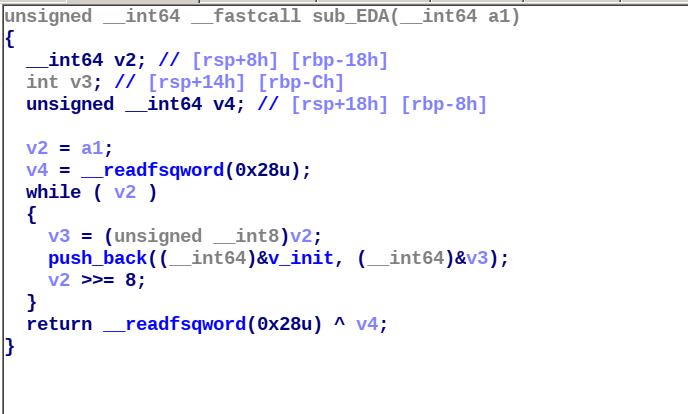 unsigned __int64 __fastcall sub_EDA(__int64 a1)
{
  __int64 v2; // [rsp+8h] [rbp-18h]
  int v3; // [rsp+14h] [rbp-Ch]
  unsigned __int64 v4; // [rsp+18h] [rbp-8h]

  v2 = a1;
  v4 = __readfsqword(0x28u);
  while ( v2 )
  {
    v3 = (unsigned __int8)v2;
    push_back((__int64)&v_init, (__int64)&v3);
    v2 >>= 8;
  }
  return __readfsqword(0x28u) ^ v4;
}